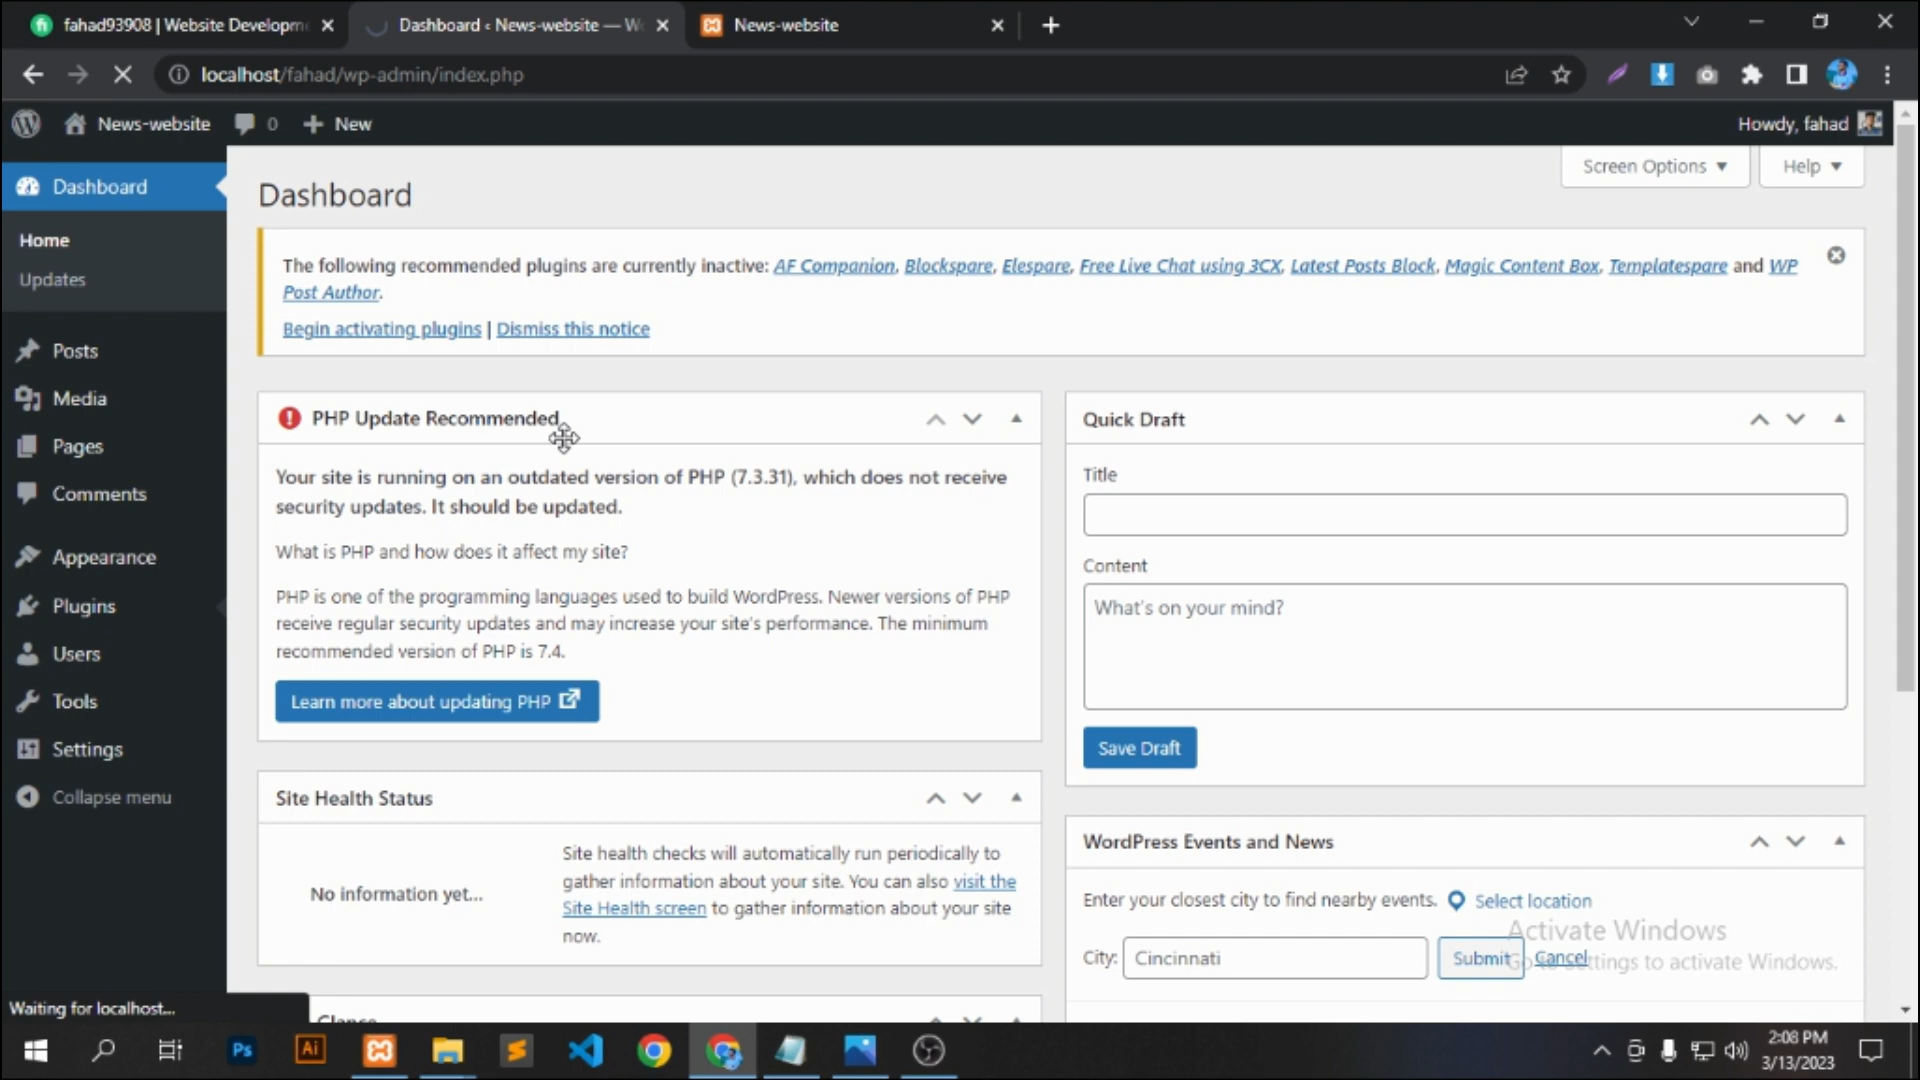 fahad93908 | Website Developm
Dashboard ‹ News-website — W
News-website
localhost/fahad/wp-admin/index.php
News-website
0
New
Howdy, fahad
Dashboard
Home
Updates
Posts
Media
Pages
Comments
Appearance
Plugins
Users
Tools
Settings
Collapse menu
Screen Options
Help
Dashboard
The following recommended plugins are currently inactive: AF Companion, Blockspare, Elespare, Free Live Chat using 3CX, Latest Posts Block, Magic Content Box, Templatespare and WP
Post Author.
Begin activating plugins | Dismiss this notice
PHP Update Recommended
Your site is running on an outdated version of PHP (7.3.31), which does not receive
security updates. It should be updated.
What is PHP and how does it affect my site?
PHP is one of the programming languages used to build WordPress. Newer versions of PHP
receive regular security updates and may increase your site's performance. The minimum
recommended version of PHP is 7.4.
Learn more about updating PHP
Site Health Status
No information yet...
Site health checks will automatically run periodically to
gather information about your site. You can also visit the
Site Health screen to gather information about your site
now.
Glance
Quick Draft
Title
Content
What's on your mind?
Save Draft
WordPress Events and News
Enter your closest city to find nearby events.
Select location
City:
Cincinnati
Submit
Cancel
Activate Windows
Go to Settings to activate Windows.
Waiting for localhost...
Ps
Ai
2:08 PM
3/13/2023